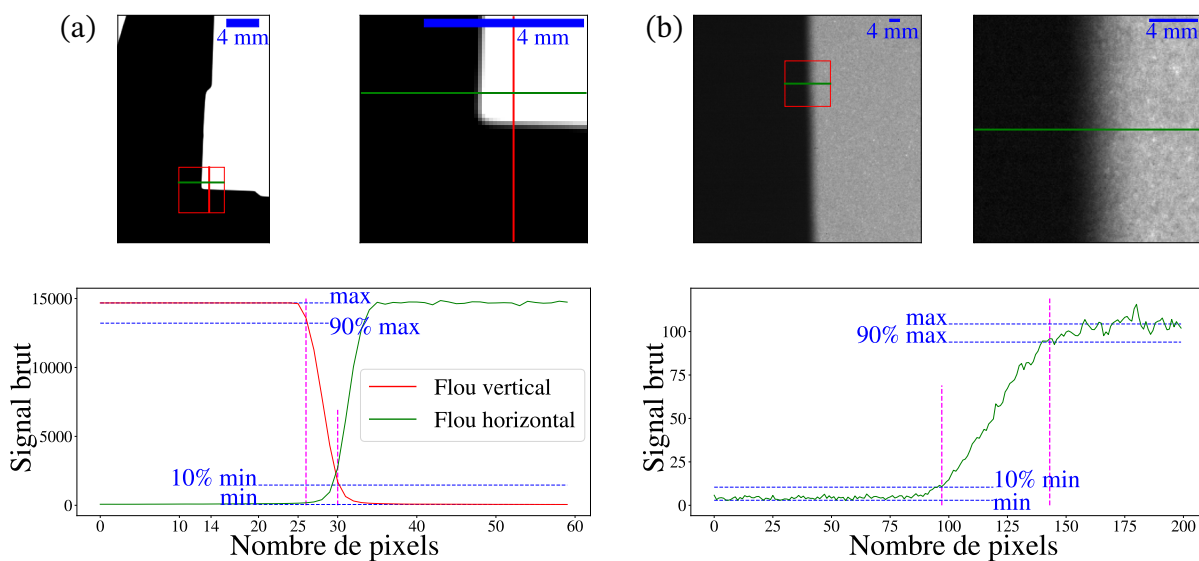 (a)
4 mm
4 mm
(b)
4 mm
4 mm
15000
10000
5000
0
Signal brut
max
90% max
Flou vertical
Flou horizontal
10% min
min
0 10 14 20 25 30 40 50 60
Nombre de pixels
100
75
50
25
0
Signal brut
max
90% max
10% min
min
0 25 50 75 100 125 150 175 200
Nombre de pixels